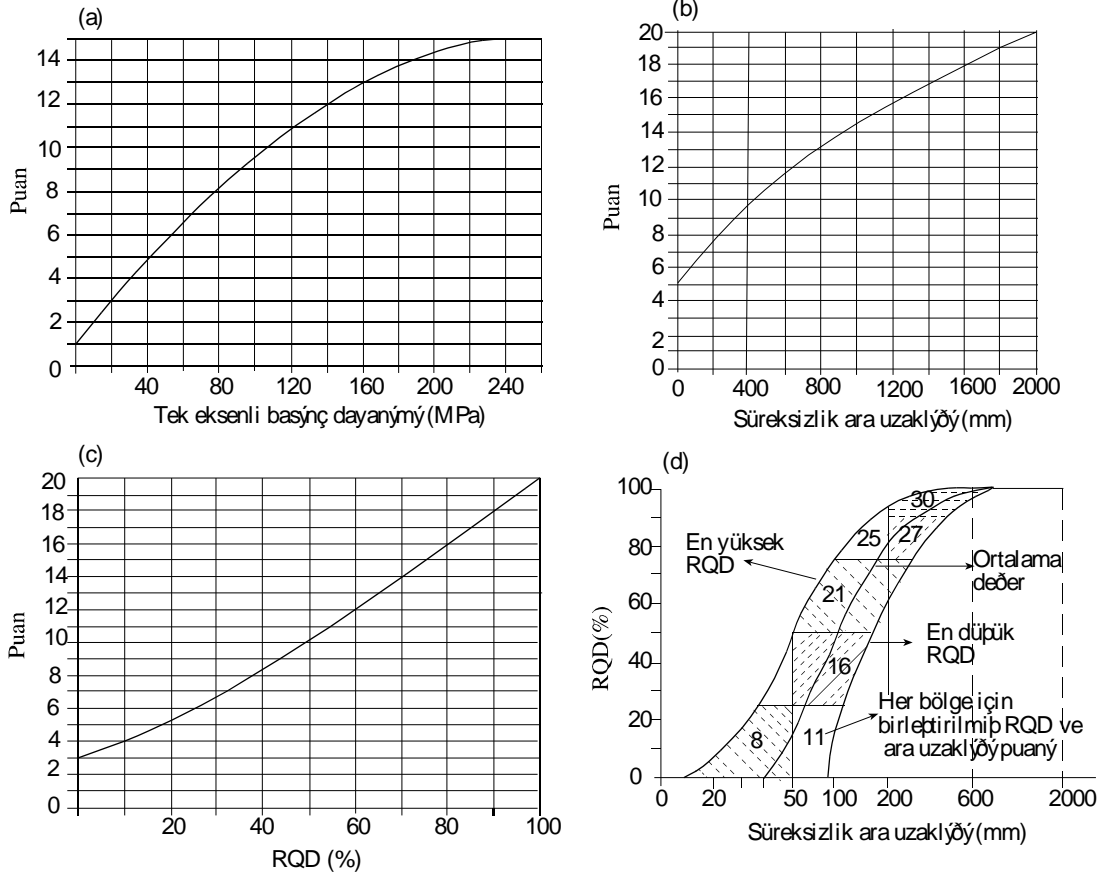 (a)
14
12
10
8
6
4
2
0
Puan
40 80 120 160 200 240
Tek eksenli basýnç dayanýmý (MPa)
(b)
20
18
16
14
12
10
8
6
4
2
0
Puan
0 400 800 1200 1600 2000
Süreksizlik ara uzaklýðý (mm)
(c)
20
18
16
14
12
10
8
6
4
2
0
Puan
20 40 60 80 100
RQD (%)
(d)
100
80
60
40
20
0
RQD (%)
En yüksek
RQD
30
25
27
21
16
8
11
Ortalama
deðer
En düþük
RQD
Her bölge için
birleþtirilmiþ RQD ve
ara uzaklýðý puaný
0 20 50 100 200 600 2000
Süreksizlik ara uzaklýðý (mm)